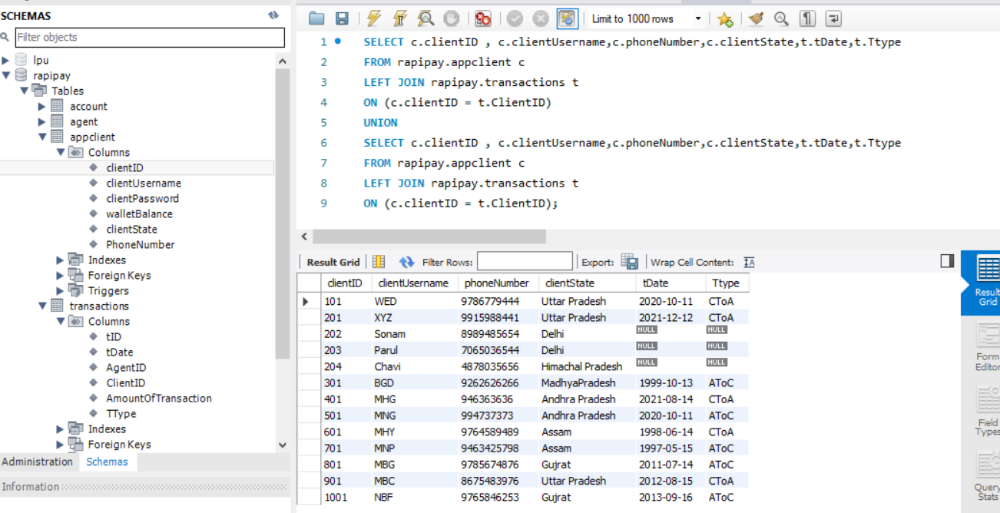 SCHEMAS
Filter objects
lpu
rapipay
Tables
account
agent
appclient
Columns
clientID
clientUsername
clientPassword
walletBalance
clientState
PhoneNumber
Indexes
Foreign Keys
Triggers
transactions
Columns
tID
tDate
AgentID
ClientID
AmountOfTransaction
TType
Indexes
Foreign Keys
Administration Schemas
Information
Limit to 1000 rows
1 SELECT c.clientID , c.clientUsername,c.phoneNumber,c.clientState,t.tDate,t.Ttype
2 FROM rapipay.appclient c
3 LEFT JOIN rapipay.transactions t
4 ON (c.clientID = t.ClientID)
5 UNION
6 SELECT c.clientID , c.clientUsername,c.phoneNumber,c.clientState,t.tDate,t.Ttype
7 FROM rapipay.appclient c
8 LEFT JOIN rapipay.transactions t
9 ON (c.clientID = t.ClientID);
Result Grid Filter Rows: Export: Wrap Cell Content: IA
clientID clientUsername phoneNumber clientState tDate Ttype
101 WED 9786779444 Uttar Pradesh 2020-10-11 CToA
201 XYZ 9915988441 Uttar Pradesh 2021-12-12 CToA
202 Sonam 8989485654 Delhi NULL NULL
203 Parul 7065036544 Delhi NULL NULL
204 Chavi 4878035656 Himachal Pradesh NULL NULL
301 BGD 9262626266 MadhyaPradesh 1999-10-13 AToC
401 MHG 946363636 Andhra Pradesh 2021-08-14 CToA
501 MNG 994737373 Andhra Pradesh 2020-10-11 AToC
601 MHY 9764589489 Assam 1998-06-14 CToA
701 MNP 9463425798 Assam 1997-05-15 AToC
801 MBG 9785674876 Gujrat 2011-07-14 AToC
901 MBC 8675483976 Uttar Pradesh 2012-08-15 CToA
1001 NBF 9765846253 Gujrat 2013-09-16 AToC
Result
Grid
Form
Editor
Field
Types
Query
Stats